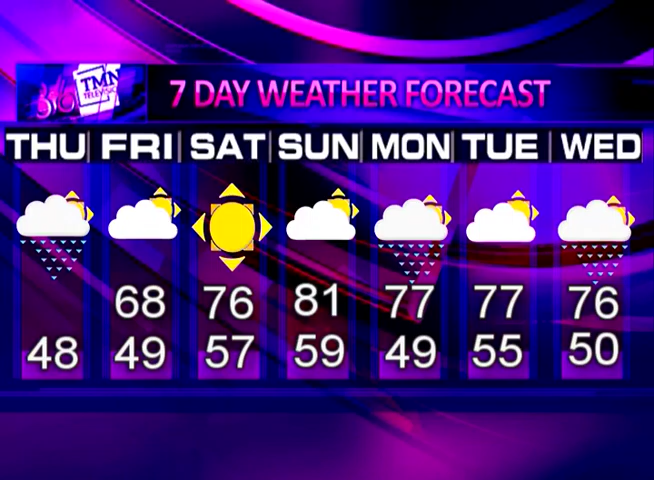 TMN
TELEVISION
7 DAY WEATHER FORECAST
THU FRI SAT SUN MON TUE WED
68 76 81 77 77 76
48 49 57 59 49 55 50